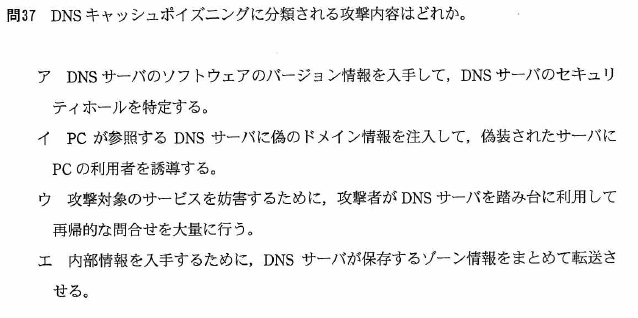 問37 DNS キャッシュポイズニングに分類される攻撃内容はどれか。
ア DNS サーバのソフトウェアのバージョン情報を入手して，DNS サーバのセキュリ
ティホールを特定する。
イ PC が参照する DNS サーバに偽のドメイン情報を注入して，偽装されたサーバに
PC の利用者を誘導する。
ウ 攻撃対象のサービスを妨害するために，攻撃者が DNS サーバを踏み台に利用して
再帰的な問合せを大量に行う。
エ 内部情報を入手するために，DNS サーバが保存するゾーン情報をまとめて転送さ
せる。